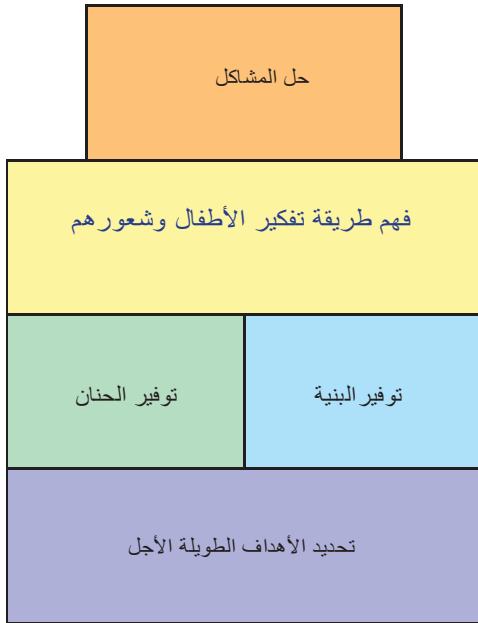 حل المشاكل
فهم طريقة تفكير الأطفال وشعورهم
توفير البنية
توفير الحنان
تحديد الأهداف الطويلة الأجل